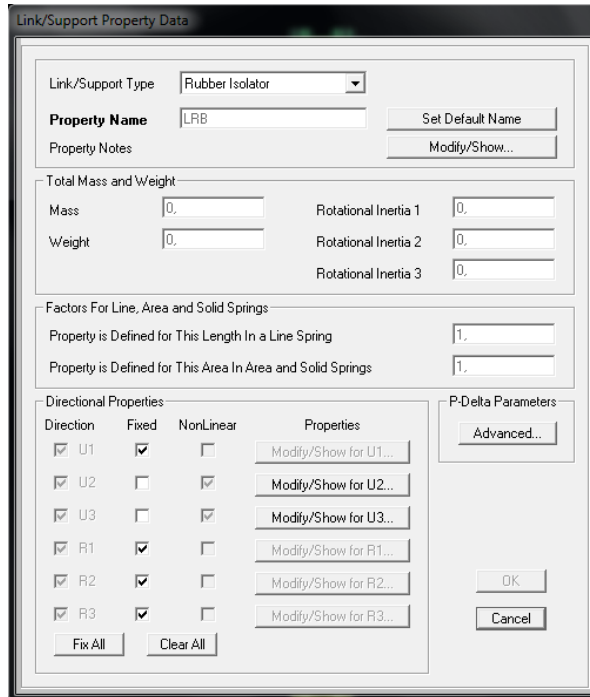 Link/Support Property Data
Link/Support Type Rubber Isolator
Property Name LRB Set Default Name
Property Notes Modify/Show...
Total Mass and Weight
Mass 0, Rotational Inertia 1 0,
Weight 0, Rotational Inertia 2 0,
Rotational Inertia 3 0,
Factors For Line, Area and Solid Springs
Property is Defined for This Length In a Line Spring 1,
Property is Defined for This Area In Area and Solid Springs 1,
Directional Properties P-Delta Parameters
Direction Fixed NonLinear Properties Advanced...
U1 Modify/Show for U1...
U2 Modify/Show for U2...
U3 Modify/Show for U3...
R1 Modify/Show for R1...
R2 Modify/Show for R2... OK
R3 Modify/Show for R3... Cancel
Fix All Clear All